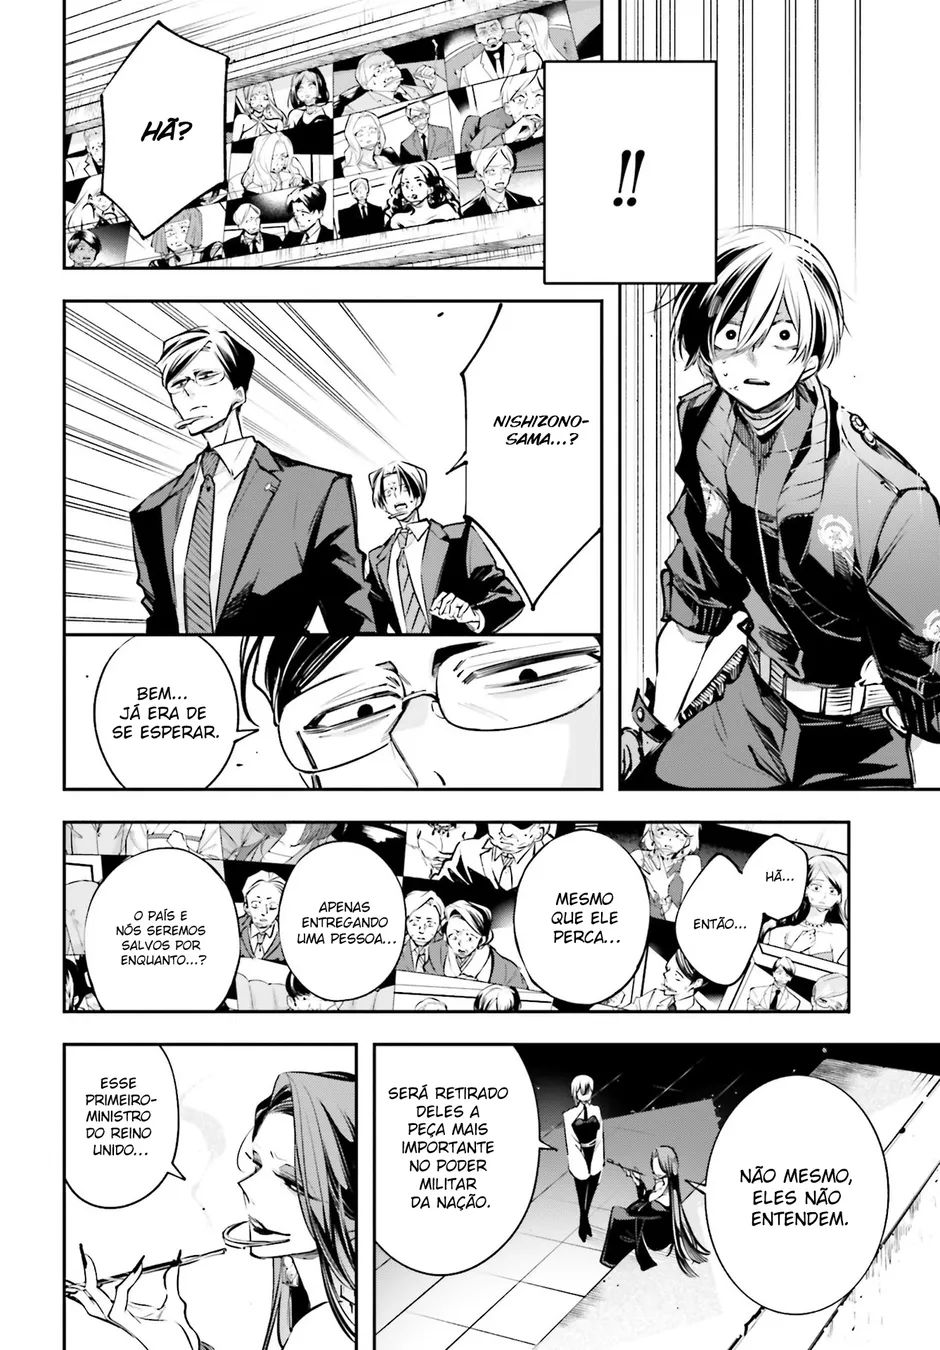 !!
HÃ?
NISHIZONO-
SAMA...?
BEM...
JÁ ERA DE
SE ESPERAR.
HÃ...
ENTÃO...
MESMO
QUE ELE
PERCA...
APENAS
ENTREGANDO
UMA PESSOA...
O PAÍS E
NÓS SEREMOS
SALVOS POR
ENQUANTO...?
NÃO MESMO,
ELES NÃO
ENTENDEM.
SERÁ RETIRADO
DELES A
PEÇA MAIS
IMPORTANTE
NO PODER
MILITAR
DA NAÇÃO.
ESSE
PRIMEIRO-
MINISTRO
DO REINO
UNIDO...